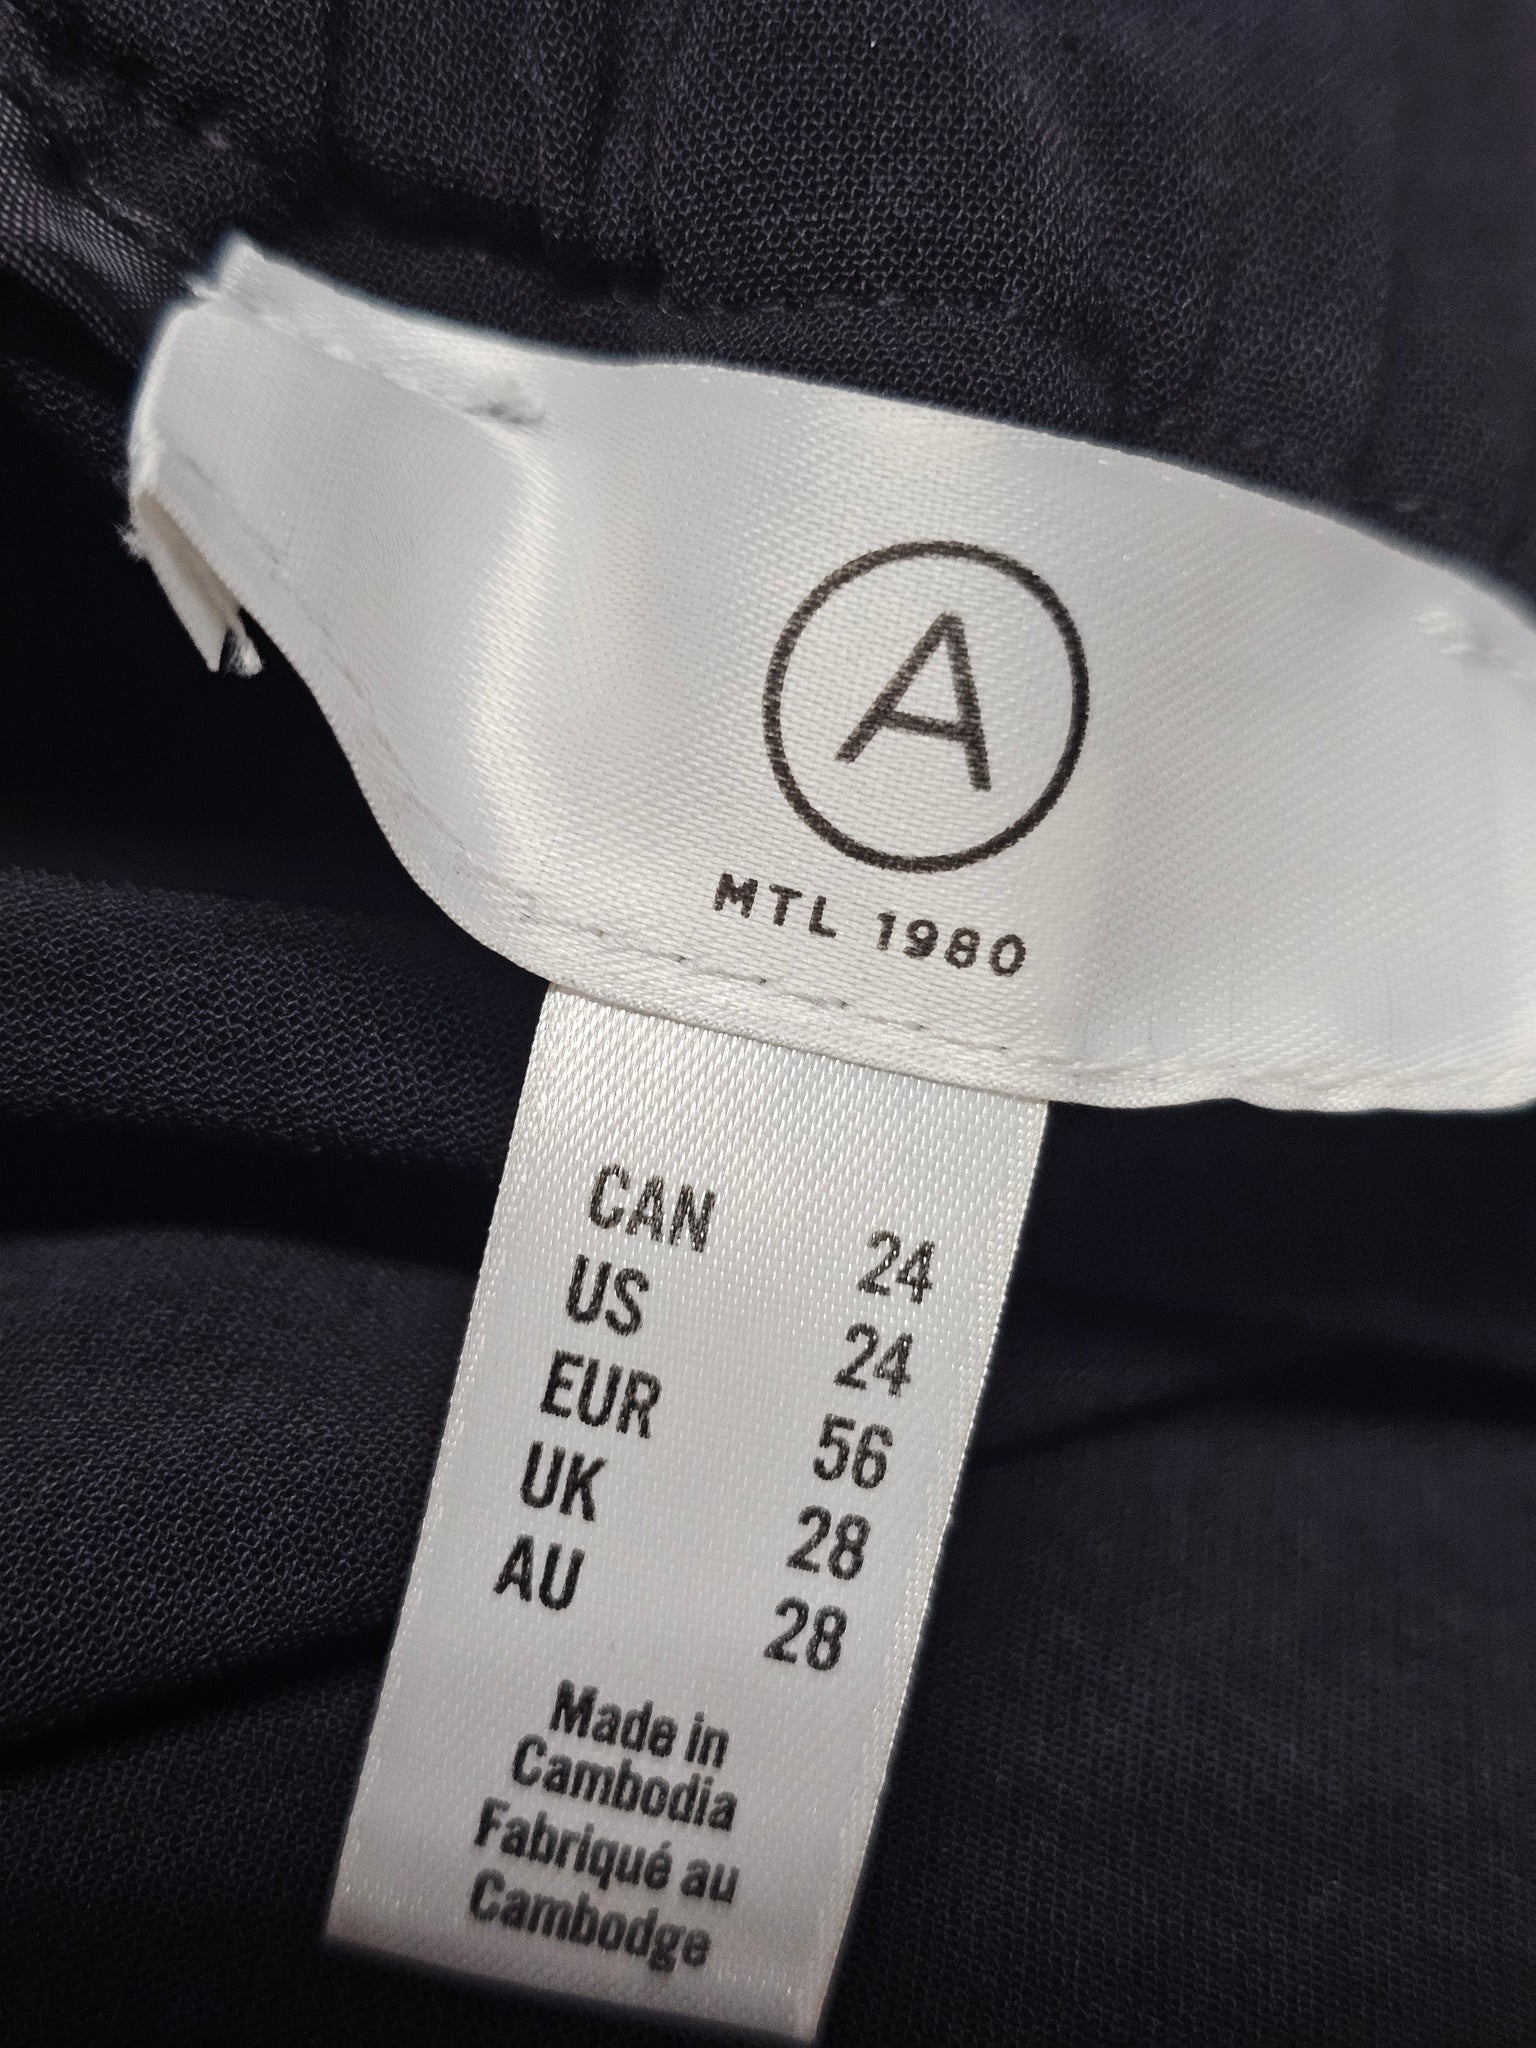 A
MTL 1980
CAN 24
US 24
EUR 56
UK 28
AU 28
Made in
Cambodia
Fabriqué au
Cambodge